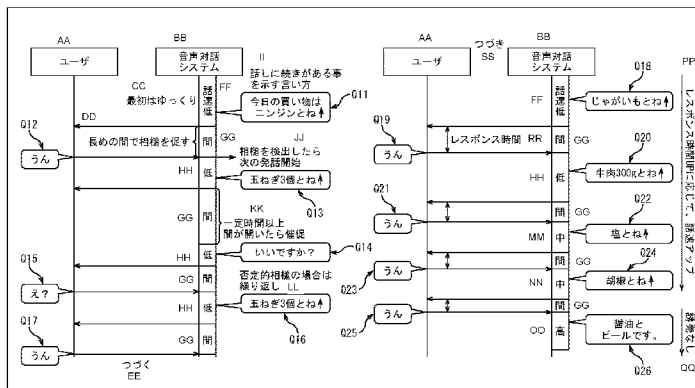 AA
BB
ユーザ
音声対話
システム
II
話しに続きがある事
を示す言い方
CC
最初はゆっくり
FF
話速低
Q11
今日の買い物は
ニンジンとね↑
DD
Q12
うん
長めの間で相槌を促す
間
GG
JJ
相槌を検出したら
次の発話開始
HH
低
玉ねぎ3個とね↑
Q13
GG
間
KK
一定時間以上
間が開いたら催促
HH
低
いいですか?
Q14
Q15
え?
GG
間
否定的相槌の場合は
繰り返し LL
HH
低
玉ねぎ3個とね↑
Q16
Q17
うん
GG
間
つづく
EE
AA
つづき
SS
BB
ユーザ
音声対話
システム
PP
Q18
FF
話速低
じゃがいもとね↑
Q19
うん
レスポンス時間 RR
間
GG
Q20
HH
低
牛肉300gとね↑
Q21
うん
間
GG
Q22
MM
中
塩とね↑
Q23
うん
間
GG
Q24
NN
中
胡椒とね↑
Q25
うん
間
GG
OO
高
醤油と
ビールです。
Q26
レスポンス時間UPに応じて、話速アップ
誘導なし
QQ